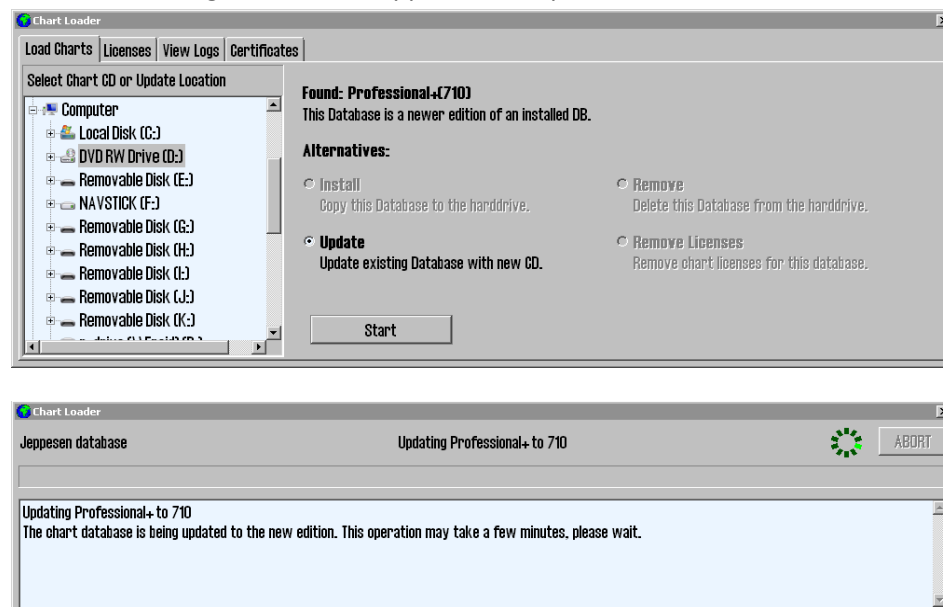 Chart Loader
Load Charts Licenses View Logs Certificates
Select Chart CD or Update Location
Computer
Local Disk (C:)
DVD RW Drive (D:)
Removable Disk (E:)
NAVSTICK (F:)
Removable Disk (G:)
Removable Disk (H:)
Removable Disk (I:)
Removable Disk (J:)
Removable Disk (K:)
Found: Professional+(710)
This Database is a newer edition of an installed DB.
Alternatives:
Install
Copy this Database to the harddrive.
Remove
Delete this Database from the harddrive.
Update
Update existing Database with new CD.
Remove Licenses
Remove chart licenses for this database.
Start
Chart Loader
Jeppesen database
Updating Professional+ to 710
ABORT
Updating Professional+ to 710
The chart database is being updated to the new edition. This operation may take a few minutes, please wait.